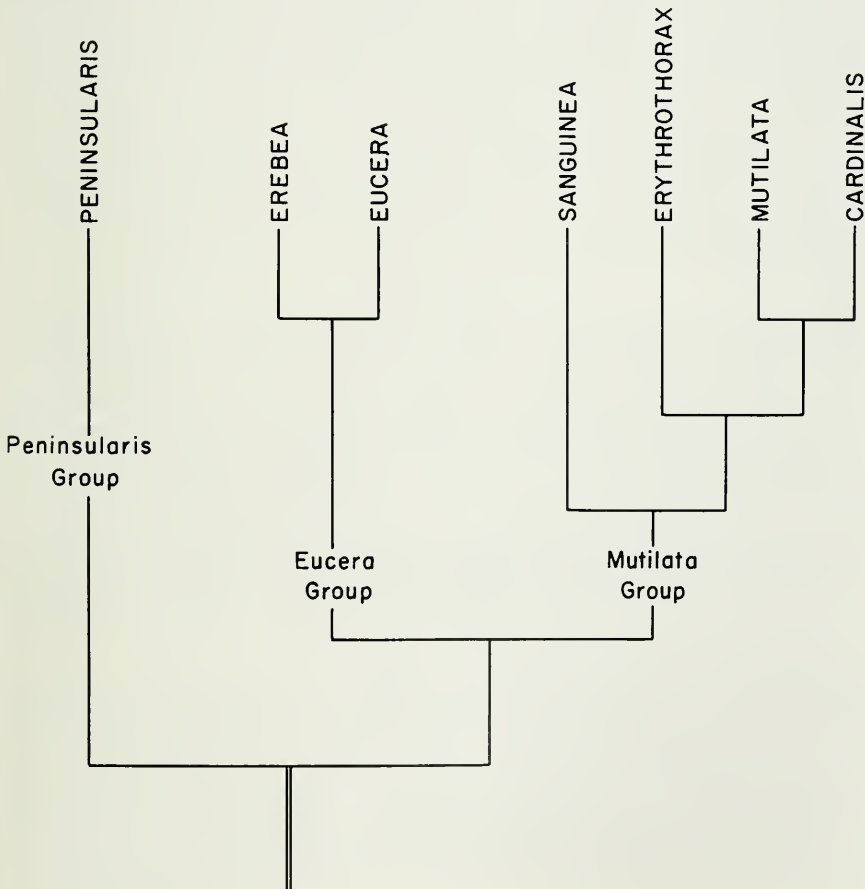 PENINSULARIS
EREBEA
EUCERA
SANGUINEA
ERYTHROTHORAX
MUTILATA
CARDINALIS
Peninsularis
Group
Eucera
Group
Mutilata
Group